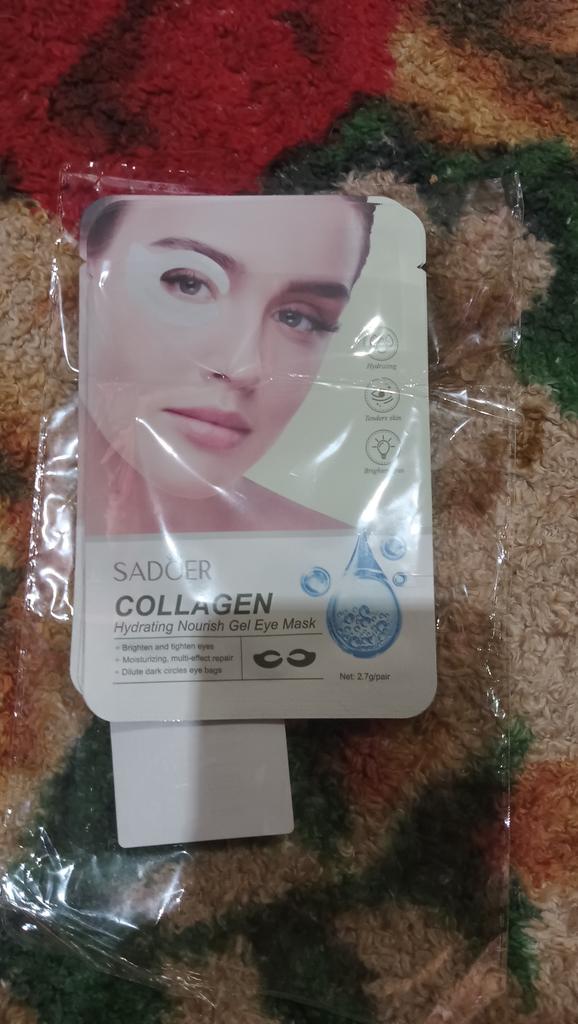 Hydrating
Tenders skin
SADOER
COLLAGEN
Hydrating Nourish Gel Eye Mask
Brighten and tighten eyes
Moisturizing, multi-effect repair
Dilute dark circles eye bags
Net: 2.7g/pair